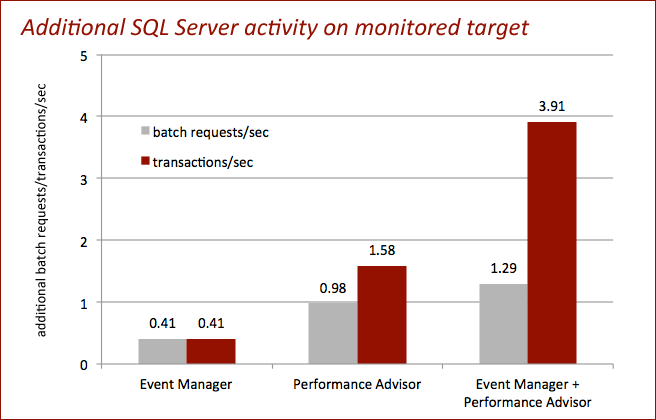 Additional SQL Server activity on monitored target
additional batch requests/transactions/sec
5
4
3
2
1
0
batch requests/sec
transactions/sec
0.41
0.41
0.98
1.58
1.29
3.91
Event Manager
Performance Advisor
Event Manager +
Performance Advisor